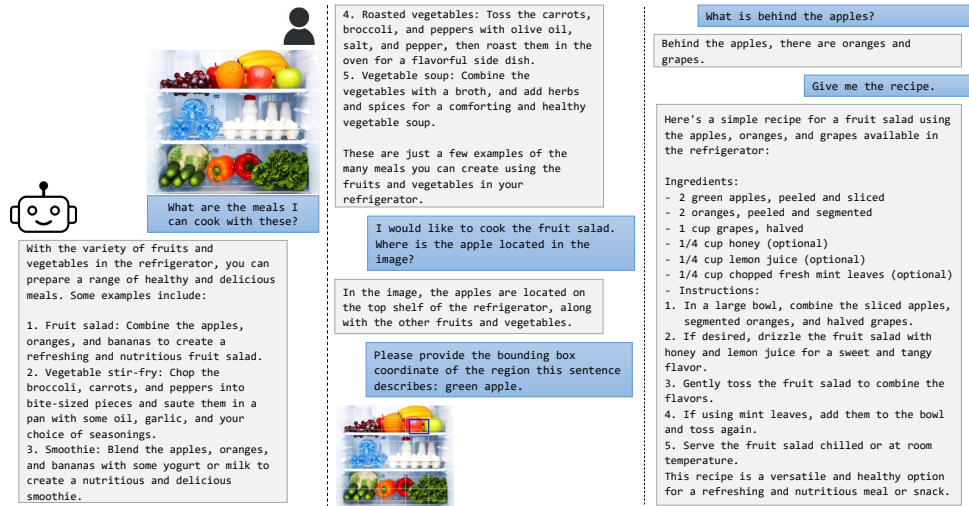 What are the meals I
can cook with these?
With the variety of fruits and
vegetables in the refrigerator, you can
prepare a range of healthy and delicious
meals. Some examples include:
1. Fruit salad: Combine the apples,
oranges, and bananas to create a
refreshing and nutritious fruit salad.
2. Vegetable stir-fry: Chop the
broccoli, carrots, and peppers into
bite-sized pieces and saute them in a
pan with some oil, garlic, and your
choice of seasonings.
3. Smoothie: Blend the apples, oranges,
and bananas with some yogurt or milk to
create a nutritious and delicious
smoothie.
4. Roasted vegetables: Toss the carrots,
broccoli, and peppers with olive oil,
salt, and pepper, then roast them in the
oven for a flavorful side dish.
5. Vegetable soup: Combine the
vegetables with a broth, and add herbs
and spices for a comforting and healthy
vegetable soup.
These are just a few examples of the
many meals you can create using the
fruits and vegetables in your
refrigerator.
I would like to cook the fruit salad.
Where is the apple located in the
image?
In the image, the apples are located on
the top shelf of the refrigerator, along
with the other fruits and vegetables.
Please provide the bounding box
coordinate of the region this sentence
describes: green apple.
What is behind the apples?
Behind the apples, there are oranges and
grapes.
Give me the recipe.
Here's a simple recipe for a fruit salad using
the apples, oranges, and grapes available in
the refrigerator:
Ingredients:
- 2 green apples, peeled and sliced
- 2 oranges, peeled and segmented
- 1 cup grapes, halved
- 1/4 cup honey (optional)
- 1/4 cup lemon juice (optional)
- 1/4 cup chopped fresh mint leaves (optional)
- Instructions:
1. In a large bowl, combine the sliced apples,
segmented oranges, and halved grapes.
2. If desired, drizzle the fruit salad with
honey and lemon juice for a sweet and tangy
flavor.
3. Gently toss the fruit salad to combine the
flavors.
4. If using mint leaves, add them to the bowl
and toss again.
5. Serve the fruit salad chilled or at room
temperature.
This recipe is a versatile and healthy option
for a refreshing and nutritious meal or snack.